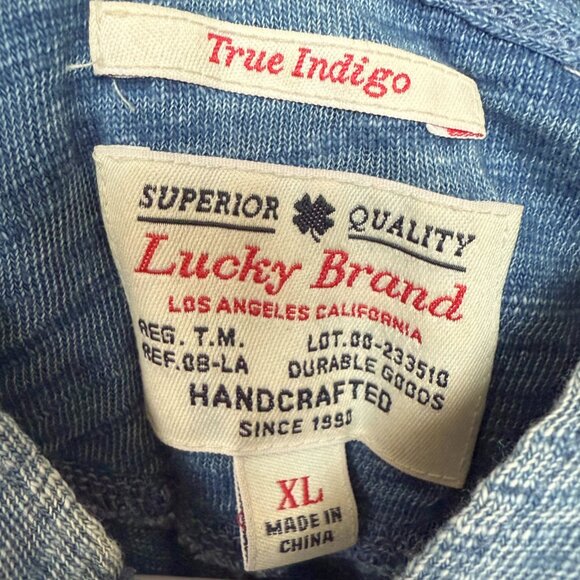 True Indigo
SUPERIOR QUALITY
Lucky Brand
LOS ANGELES CALIFORNIA
REG. T.M. LOT.00-233510
REF.08-LA DURABLE GOODS
HANDCRAFTED
SINCE 1990
XL
MADE IN
CHINA